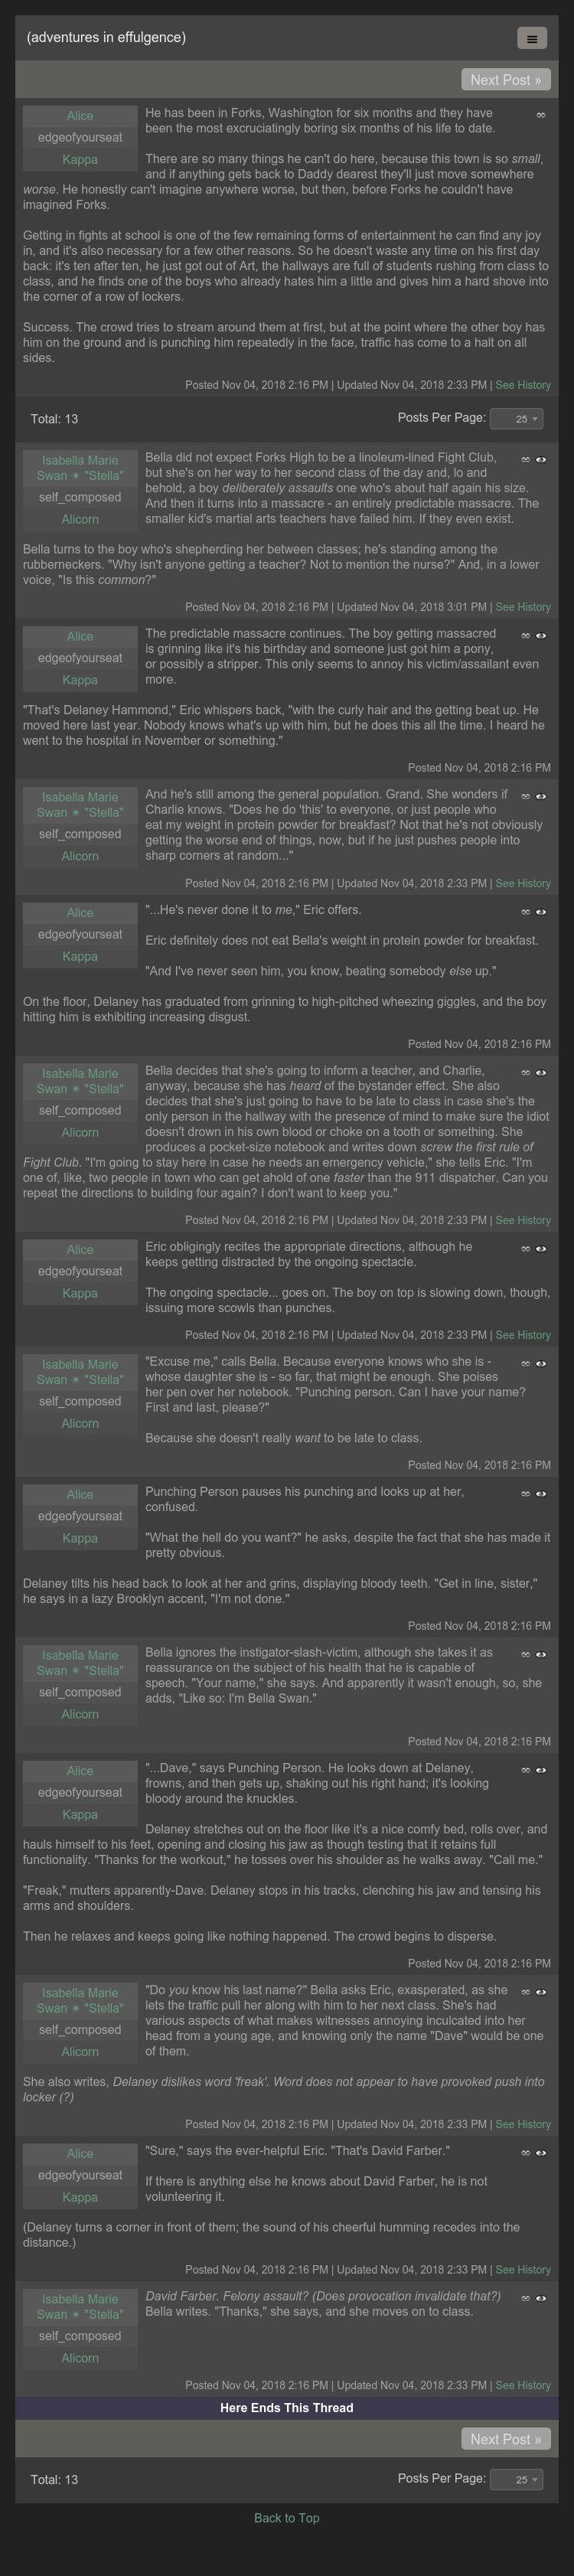 (adventures in effulgence)
Next Post »
Alice
edgeofyourseat
Kappa
He has been in Forks, Washington for six months and they have
been the most excruciatingly boring six months of his life to date.
There are so many things he can't do here, because this town is so small,
and if anything gets back to Daddy dearest they'll just move somewhere
worse. He honestly can't imagine anywhere worse, but then, before Forks he couldn't have
imagined Forks.
Getting in fights at school is one of the few remaining forms of entertainment he can find any joy
in, and it's also necessary for a few other reasons. So he doesn't waste any time on his first day
back: it's ten after ten, he just got out of Art, the hallways are full of students rushing from class to
class, and he finds one of the boys who already hates him a little and gives him a hard shove into
the corner of a row of lockers.
Success. The crowd tries to stream around them at first, but at the point where the other boy has
him on the ground and is punching him repeatedly in the face, traffic has come to a halt on all
sides.
Posted Nov 04, 2018 2:16 PM | Updated Nov 04, 2018 2:33 PM | See History
Total: 13
Posts Per Page: 25
Isabella Marie
Swan ✴ "Stella"
self_composed
Alicorn
Bella did not expect Forks High to be a linoleum-lined Fight Club,
but she's on her way to her second class of the day and, lo and
behold, a boy deliberately assaults one who's about half again his size.
And then it turns into a massacre - an entirely predictable massacre. The
smaller kid's martial arts teachers have failed him. If they even exist.
Bella turns to the boy who's shepherding her between classes; he's standing among the
rubberneckers. "Why isn't anyone getting a teacher? Not to mention the nurse?" And, in a lower
voice, "Is this common?"
Posted Nov 04, 2018 2:16 PM | Updated Nov 04, 2018 3:01 PM | See History
Alice
edgeofyourseat
Kappa
The predictable massacre continues. The boy getting massacred
is grinning like it's his birthday and someone just got him a pony,
or possibly a stripper. This only seems to annoy his victim/assailant even
more.
"That's Delaney Hammond," Eric whispers back, "with the curly hair and the getting beat up. He
moved here last year. Nobody knows what's up with him, but he does this all the time. I heard he
went to the hospital in November or something."
Posted Nov 04, 2018 2:16 PM
Isabella Marie
Swan ✴ "Stella"
self_composed
Alicorn
And he's still among the general population. Grand. She wonders if
Charlie knows. "Does he do 'this' to everyone, or just people who
eat my weight in protein powder for breakfast? Not that he's not obviously
getting the worse end of things, now, but if he just pushes people into
sharp corners at random..."
Posted Nov 04, 2018 2:16 PM | Updated Nov 04, 2018 2:33 PM | See History
Alice
edgeofyourseat
Kappa
"...He's never done it to me," Eric offers.
Eric definitely does not eat Bella's weight in protein powder for breakfast.
"And I've never seen him, you know, beating somebody else up."
On the floor, Delaney has graduated from grinning to high-pitched wheezing giggles, and the boy
hitting him is exhibiting increasing disgust.
Posted Nov 04, 2018 2:16 PM
Isabella Marie
Swan ✴ "Stella"
self_composed
Alicorn
Bella decides that she's going to inform a teacher, and Charlie,
anyway, because she has heard of the bystander effect. She also
decides that she's just going to have to be late to class in case she's the
only person in the hallway with the presence of mind to make sure the idiot
doesn't drown in his own blood or choke on a tooth or something. She
produces a pocket-size notebook and writes down screw the first rule of
Fight Club. "I'm going to stay here in case he needs an emergency vehicle," she tells Eric. "I'm
one of, like, two people in town who can get ahold of one faster than the 911 dispatcher. Can you
repeat the directions to building four again? I don't want to keep you."
Posted Nov 04, 2018 2:16 PM | Updated Nov 04, 2018 2:33 PM | See History
Alice
edgeofyourseat
Kappa
Eric obligingly recites the appropriate directions, although he
keeps getting distracted by the ongoing spectacle.
The ongoing spectacle... goes on. The boy on top is slowing down, though,
issuing more scowls than punches.
Posted Nov 04, 2018 2:16 PM | Updated Nov 04, 2018 2:33 PM | See History
Isabella Marie
Swan ✴ "Stella"
self_composed
Alicorn
"Excuse me," calls Bella. Because everyone knows who she is -
whose daughter she is - so far, that might be enough. She poises
her pen over her notebook. "Punching person. Can I have your name?
First and last, please?"
Because she doesn't really want to be late to class.
Posted Nov 04, 2018 2:16 PM
Alice
edgeofyourseat
Kappa
Punching Person pauses his punching and looks up at her,
confused.
"What the hell do you want?" he asks, despite the fact that she has made it
pretty obvious.
Delaney tilts his head back to look at her and grins, displaying bloody teeth. "Get in line, sister,"
he says in a lazy Brooklyn accent, "I'm not done."
Posted Nov 04, 2018 2:16 PM
Isabella Marie
Swan ✴ "Stella"
self_composed
Alicorn
Bella ignores the instigator-slash-victim, although she takes it as
reassurance on the subject of his health that he is capable of
speech. "Your name," she says. And apparently it wasn't enough, so, she
adds, "Like so: I'm Bella Swan."
Posted Nov 04, 2018 2:16 PM
Alice
edgeofyourseat
Kappa
"...Dave," says Punching Person. He looks down at Delaney,
frowns, and then gets up, shaking out his right hand; it's looking
bloody around the knuckles.
Delaney stretches out on the floor like it's a nice comfy bed, rolls over, and
hauls himself to his feet, opening and closing his jaw as though testing that it retains full
functionality. "Thanks for the workout," he tosses over his shoulder as he walks away. "Call me."
"Freak," mutters apparently-Dave. Delaney stops in his tracks, clenching his jaw and tensing his
arms and shoulders.
Then he relaxes and keeps going like nothing happened. The crowd begins to disperse.
Posted Nov 04, 2018 2:16 PM
Isabella Marie
Swan ✴ "Stella"
self_composed
Alicorn
"Do you know his last name?" Bella asks Eric, exasperated, as she
lets the traffic pull her along with him to her next class. She's had
various aspects of what makes witnesses annoying inculcated into her
head from a young age, and knowing only the name "Dave" would be one
of them.
She also writes, Delaney dislikes word 'freak'. Word does not appear to have provoked push into
locker (?)
Posted Nov 04, 2018 2:16 PM | Updated Nov 04, 2018 2:33 PM | See History
Alice
edgeofyourseat
Kappa
"Sure," says the ever-helpful Eric. "That's David Farber."
If there is anything else he knows about David Farber, he is not
volunteering it.
(Delaney turns a corner in front of them; the sound of his cheerful humming recedes into the
distance.)
Posted Nov 04, 2018 2:16 PM | Updated Nov 04, 2018 2:33 PM | See History
Isabella Marie
Swan ✴ "Stella"
self_composed
Alicorn
David Farber. Felony assault? (Does provocation invalidate that?)
Bella writes. "Thanks," she says, and she moves on to class.
Posted Nov 04, 2018 2:16 PM | Updated Nov 04, 2018 2:33 PM | See History
Here Ends This Thread
Next Post »
Total: 13
Posts Per Page: 25
Back to Top